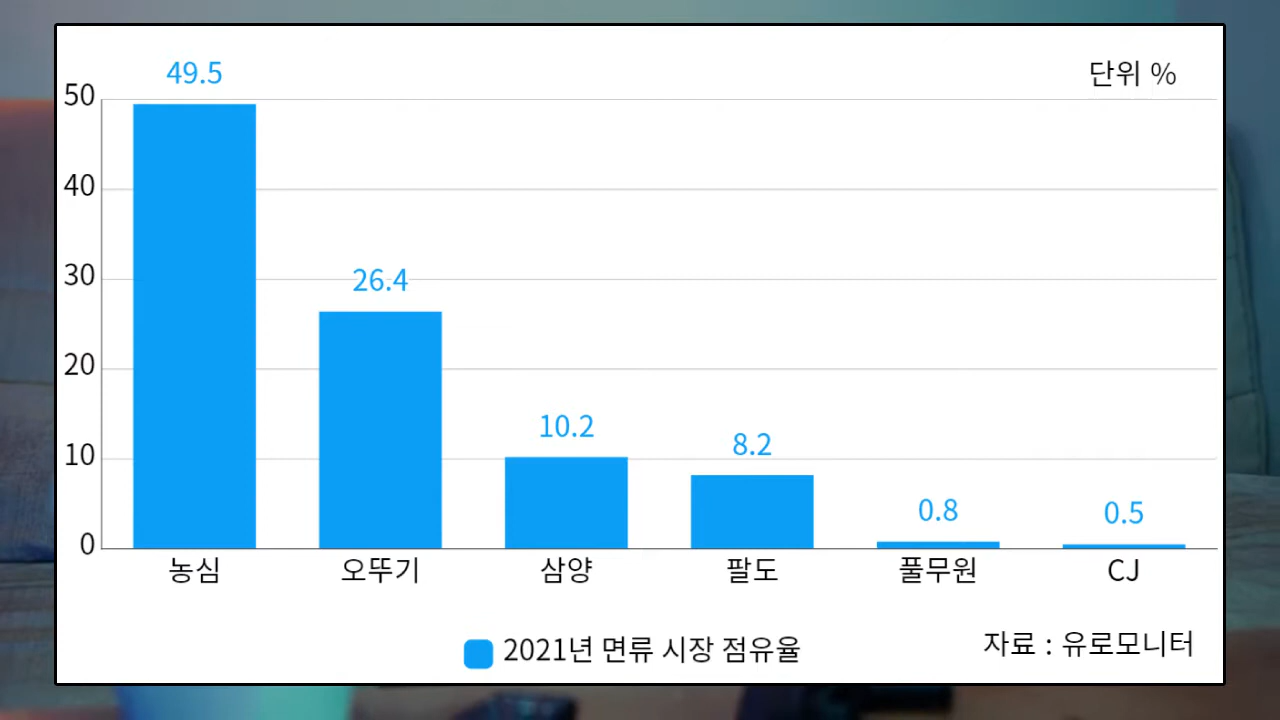 단위 %
50
40
30
20
10
0
49.5
26.4
10.2
8.2
0.8
0.5
농심
오뚜기
삼양
팔도
풀무원
CJ
2021년 면류 시장 점유율
자료 : 유로모니터